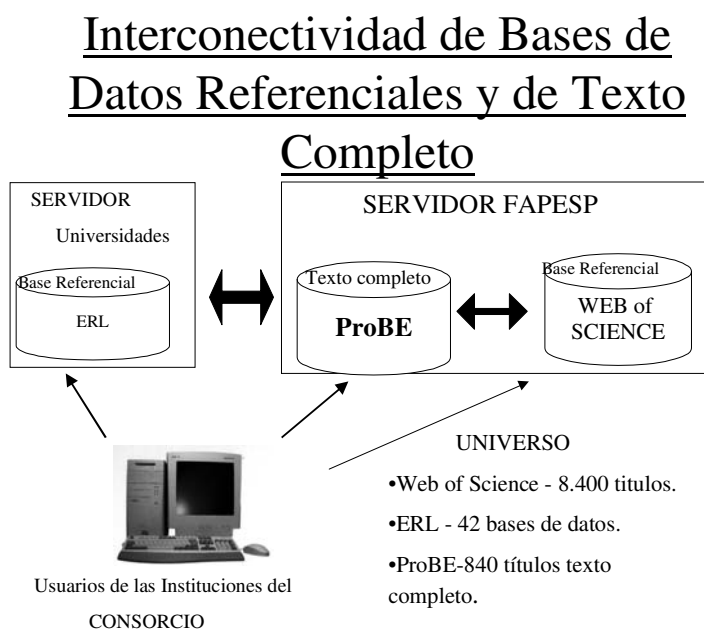 Interconectividad de Bases de
Datos Referenciales y de Texto
Completo
SERVIDOR
Universidades
Base Referencial
ERL
SERVIDOR FAPESP
Texto completo
ProBE
Base Referencial
WEB of
SCIENCE
Usuarios de las Instituciones del
CONSORCIO
UNIVERSO
•Web of Science - 8.400 titulos.
•ERL - 42 bases de datos.
•ProBE-840 títulos texto
completo.